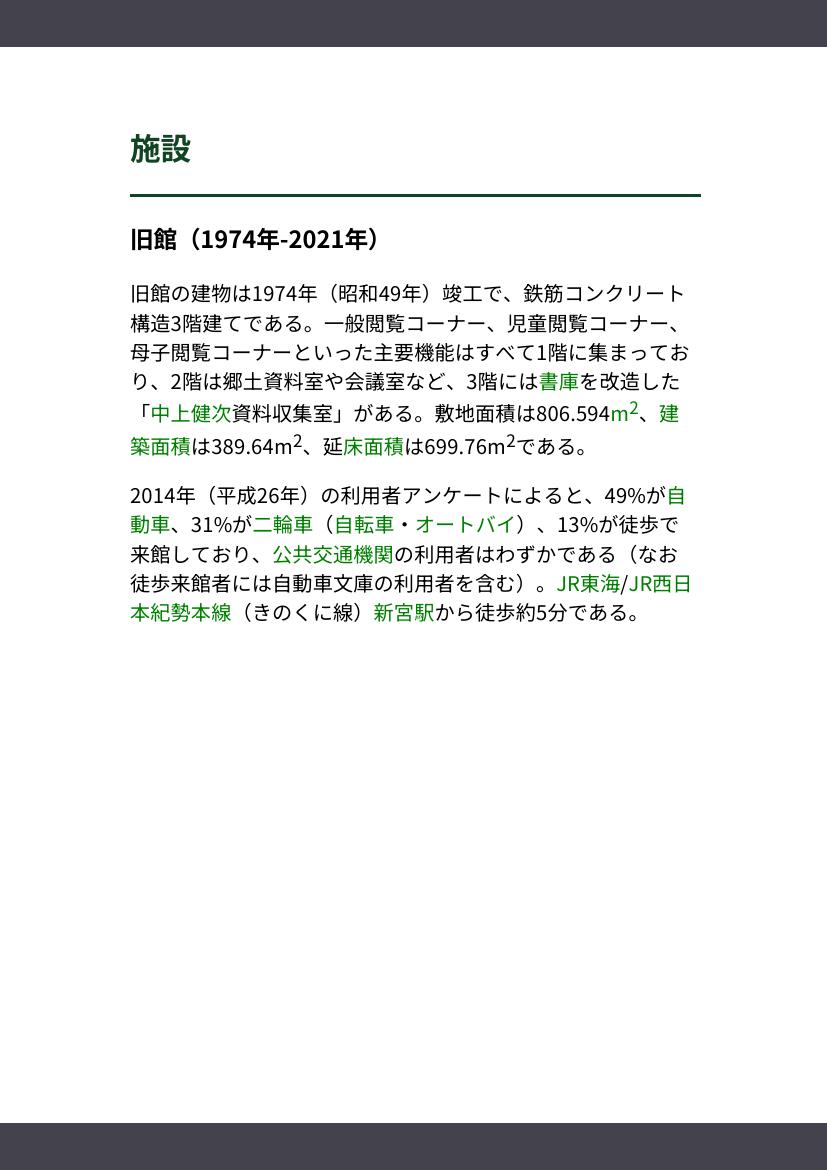 施設
旧館（1974年-2021年）
旧館の建物は1974年（昭和49年）竣工で、鉄筋コンクリート
構造3階建てである。一般閲覧コーナー、児童閲覧コーナー、
母子閲覧コーナーといった主要機能はすべて1階に集まってお
り、2階は郷土資料室や会議室など、3階には書庫を改造した
「中上健次資料収集室」がある。敷地面積は806.594m²、建
築面積は389.64m²、延床面積は699.76m²である。
2014年（平成26年）の利用者アンケートによると、49%が自
動車、31%が二輪車（自転車・オートバイ）、13%が徒歩で
来館しており、公共交通機関の利用者はわずかである（なお
徒歩来館者には自動車文庫の利用者を含む）。JR東海/JR西日
本紀勢本線（きのくに線）新宮駅から徒歩約5分である。